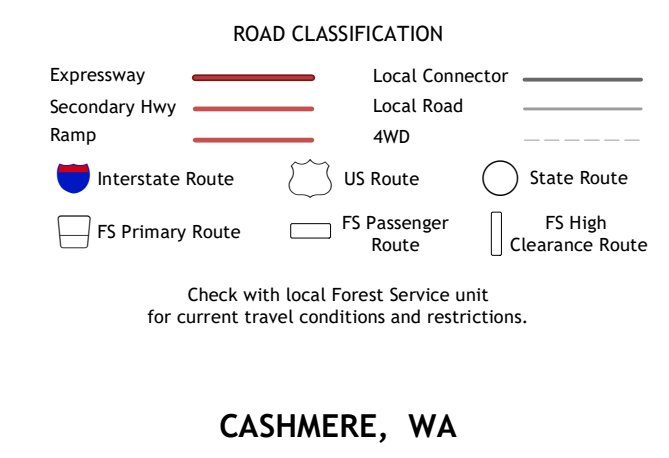 ROAD CLASSIFICATION
Expressway
Local Connector
Secondary Hwy
Local Road
Ramp
4WD
Interstate Route
US Route
State Route
FS Primary Route
FS Passenger
Route
FS High
Clearance Route
Check with local Forest Service unit
for current travel conditions and restrictions.
CASHMERE, WA